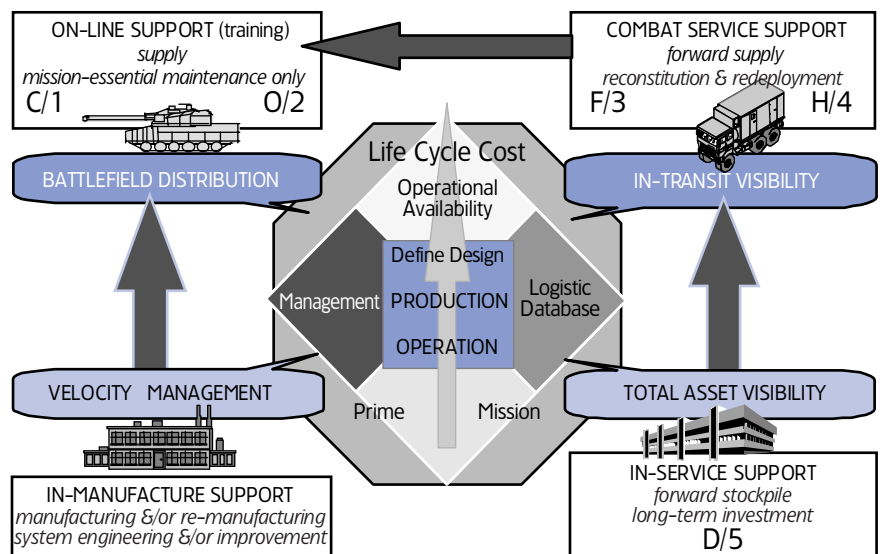 ON-LINE SUPPORT (training)
supply
mission-essential maintenance only
C/1 O/2
COMBAT SERVICE SUPPORT
forward supply
reconstitution & redeployment
F/3 H/4
BATTLEFIELD DISTRIBUTION
IN-TRANSIT VISIBILITY
Life Cycle Cost
Operational
Availability
Define Design
Management
PRODUCTION
Logistic
Database
OPERATION
Prime Mission
VELOCITY MANAGEMENT
TOTAL ASSET VISIBILITY
IN-MANUFACTURE SUPPORT
manufacturing &/or re-manufacturing
system engineering &/or improvement
IN-SERVICE SUPPORT
forward stockpile
long-term investment
D/5